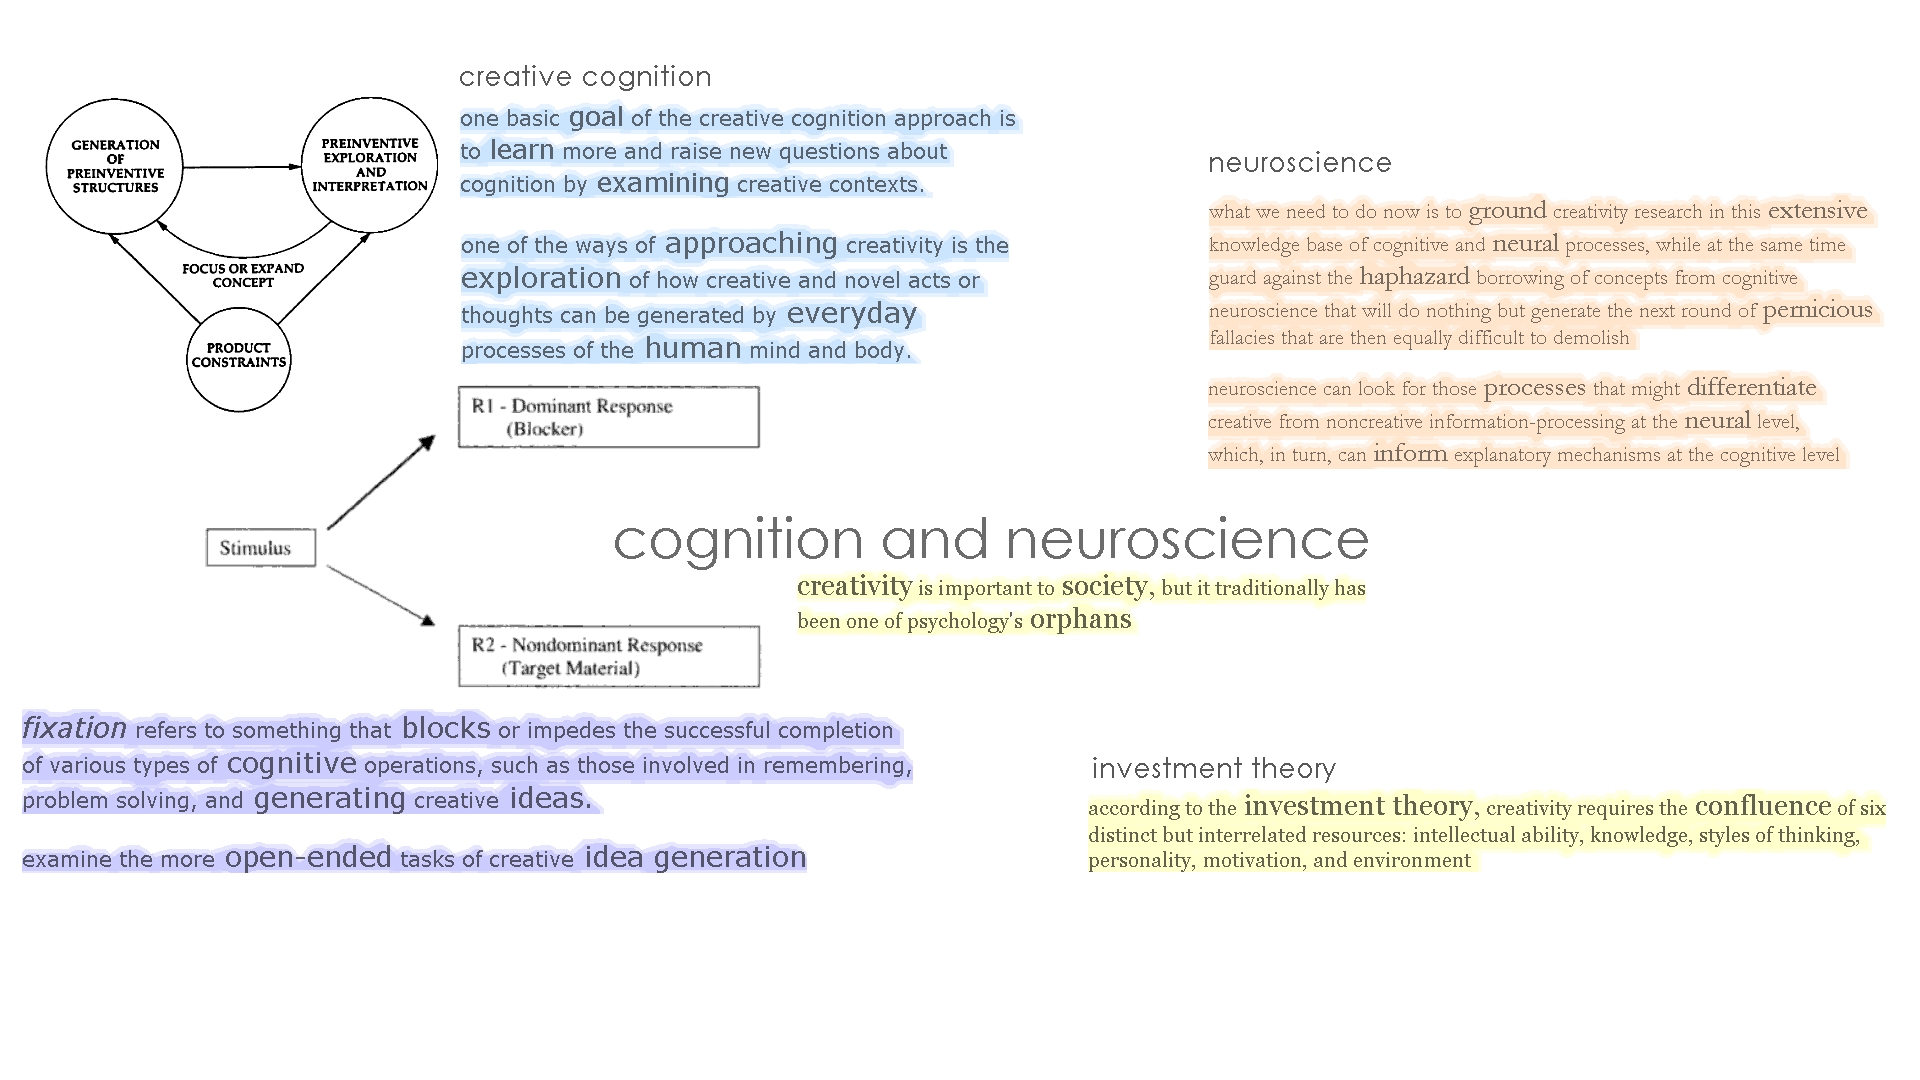 creative cognition
one basic goal of the creative cognition approach is
to learn more and raise new questions about
cognition by examining creative contexts.
one of the ways of approaching creativity is the
exploration of how creative and novel acts or
thoughts can be generated by everyday
processes of the human mind and body.
GENERATION
OF
PREINVENTIVE
STRUCTURES
PREINVENTIVE
EXPLORATION
AND
INTERPRETATION
FOCUS OR EXPAND
CONCEPT
PRODUCT
CONSTRAINTS
neuroscience
what we need to do now is to ground creativity research in this extensive
knowledge base of cognitive and neural processes, while at the same time
guard against the haphazard borrowing of concepts from cognitive
neuroscience that will do nothing but generate the next round of pernicious
fallacies that are then equally difficult to demolish
neuroscience can look for those processes that might differentiate
creative from noncreative information-processing at the neural level,
which, in turn, can inform explanatory mechanisms at the cognitive level
R1 - Dominant Response
(Blocker)
Stimulus
R2 - Nondominant Response
(Target Material)
cognition and neuroscience
creativity is important to society, but it traditionally has
been one of psychology's orphans
fixation refers to something that blocks or impedes the successful completion
of various types of cognitive operations, such as those involved in remembering,
problem solving, and generating creative ideas.
examine the more open-ended tasks of creative idea generation
investment theory
according to the investment theory, creativity requires the confluence of six
distinct but interrelated resources: intellectual ability, knowledge, styles of thinking,
personality, motivation, and environment